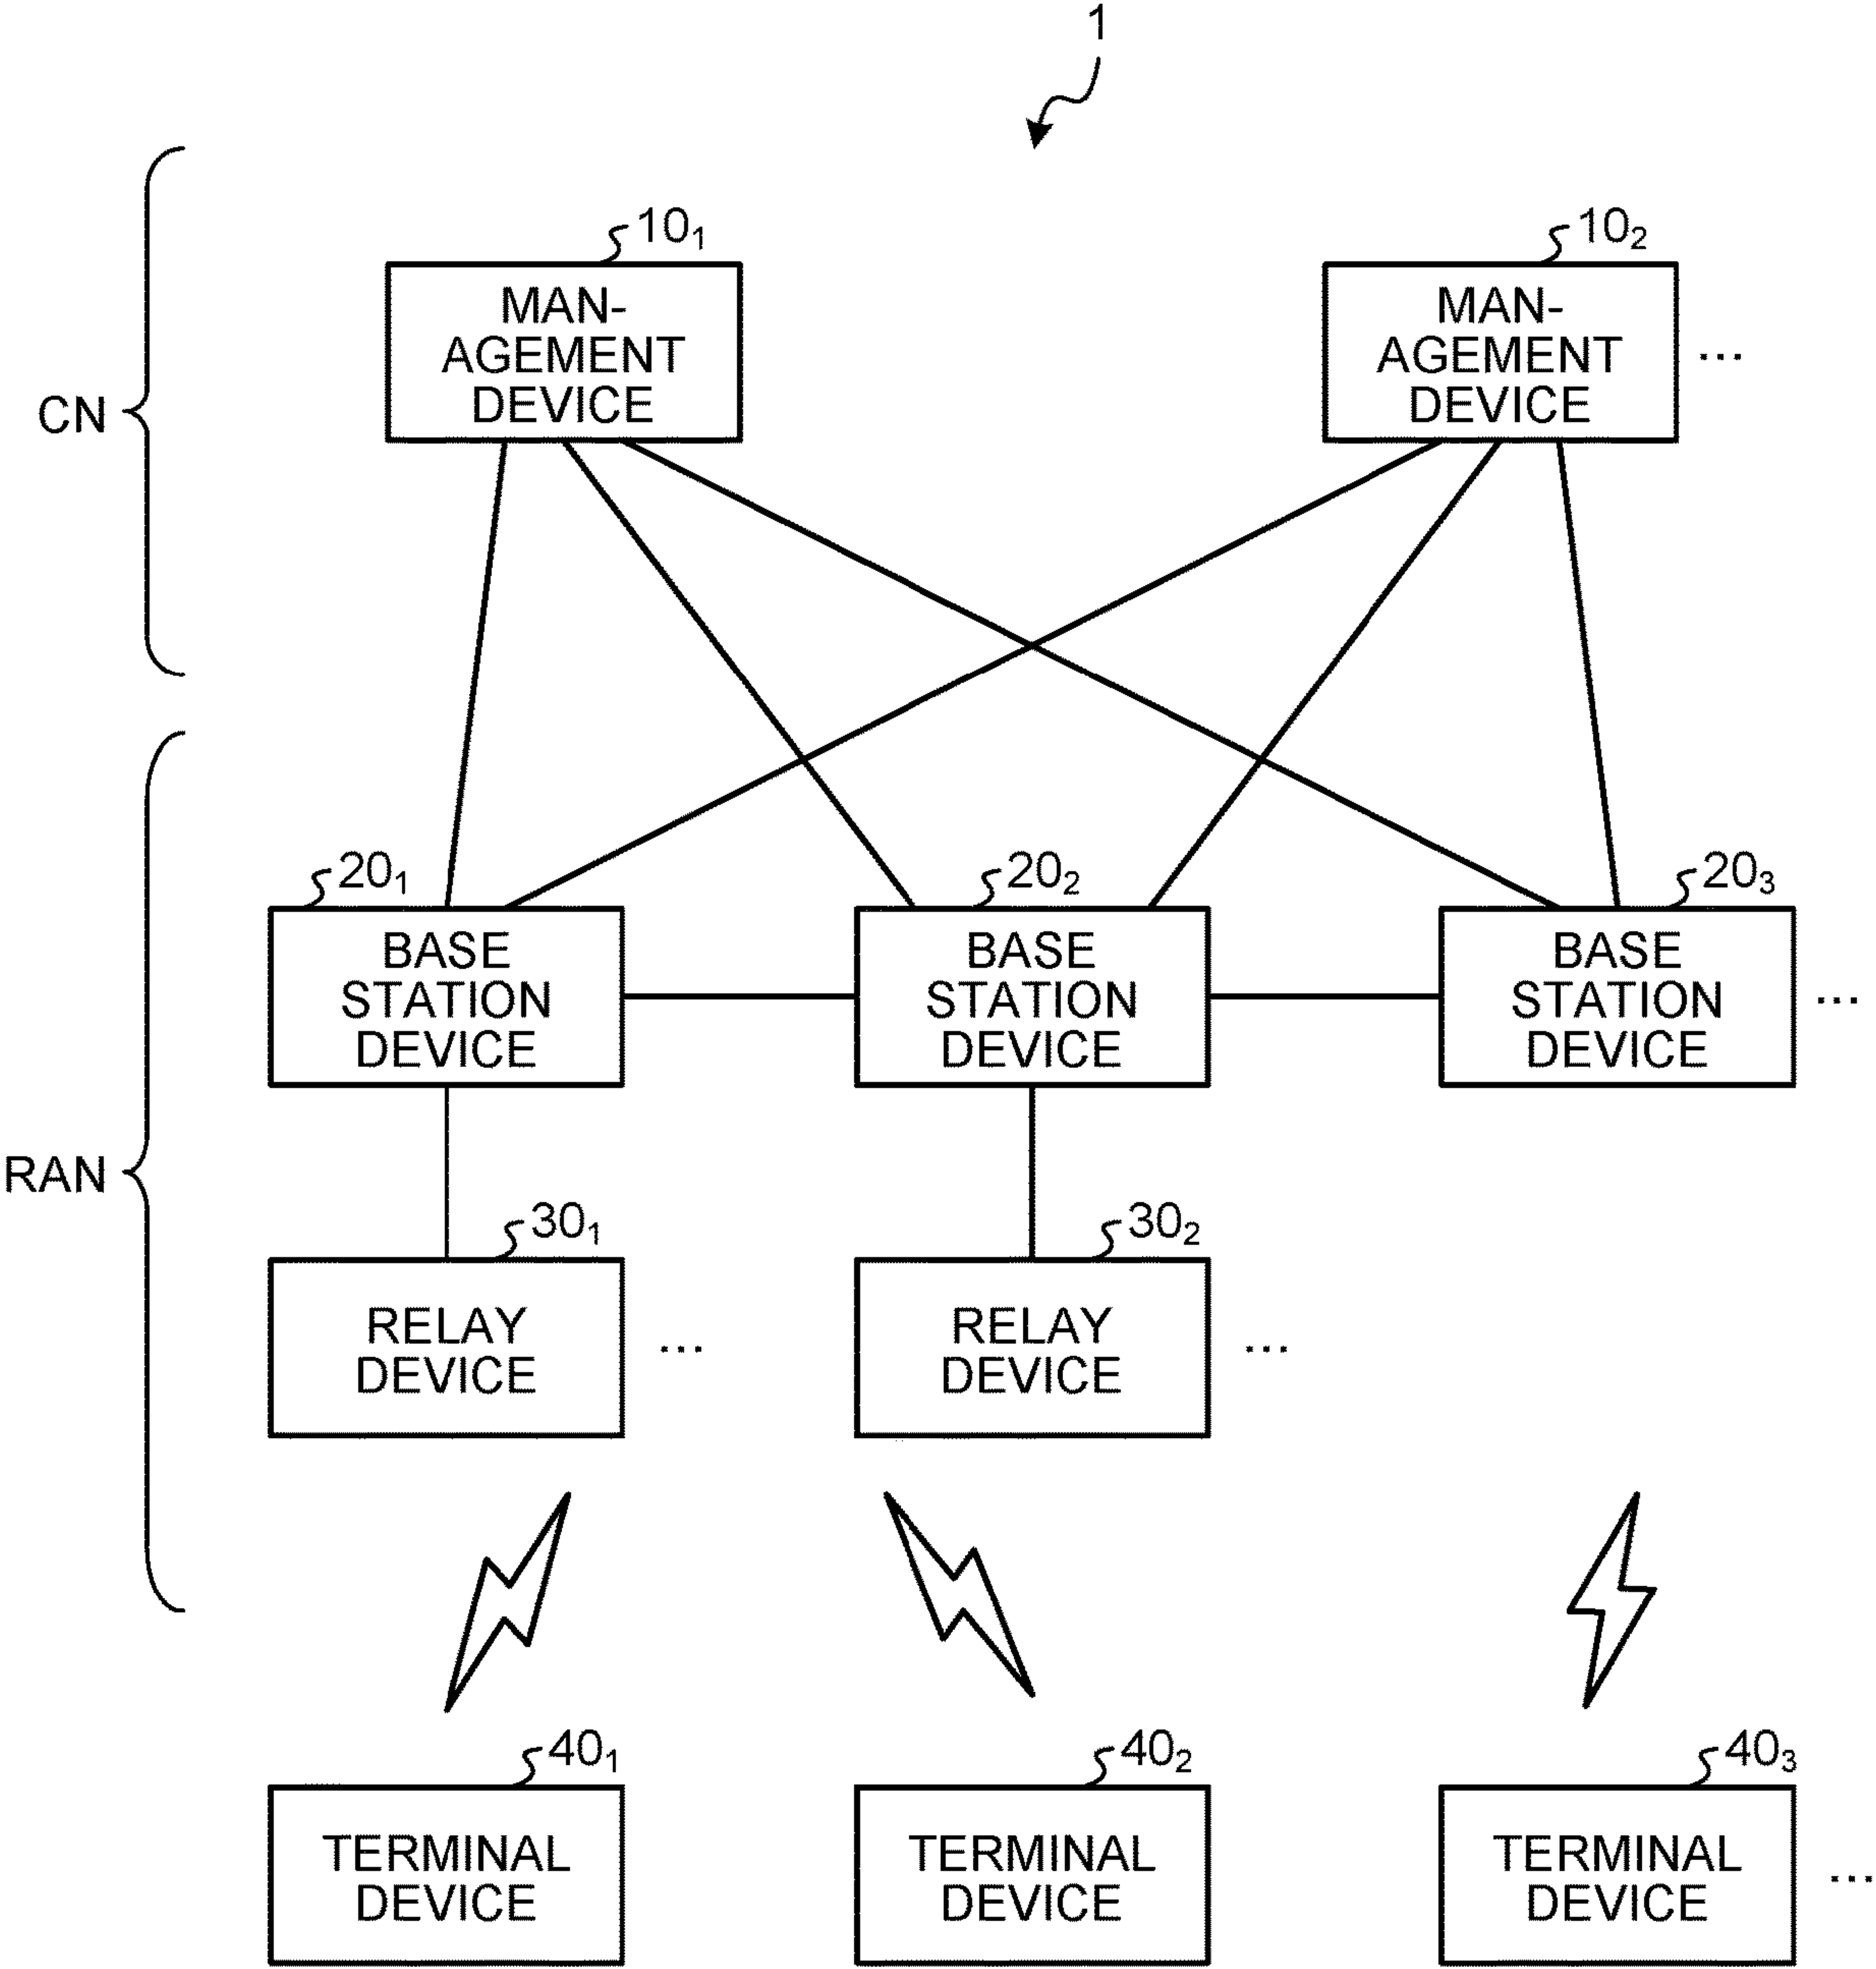 1
10₁
10₂
MAN-
AGEMENT
DEVICE
MAN-
AGEMENT
DEVICE
...
CN
20₁
20₂
20₃
BASE
STATION
DEVICE
BASE
STATION
DEVICE
BASE
STATION
DEVICE
...
RAN
30₁
30₂
RELAY
DEVICE
...
RELAY
DEVICE
...
40₁
40₂
40₃
TERMINAL
DEVICE
TERMINAL
DEVICE
TERMINAL
DEVICE
...